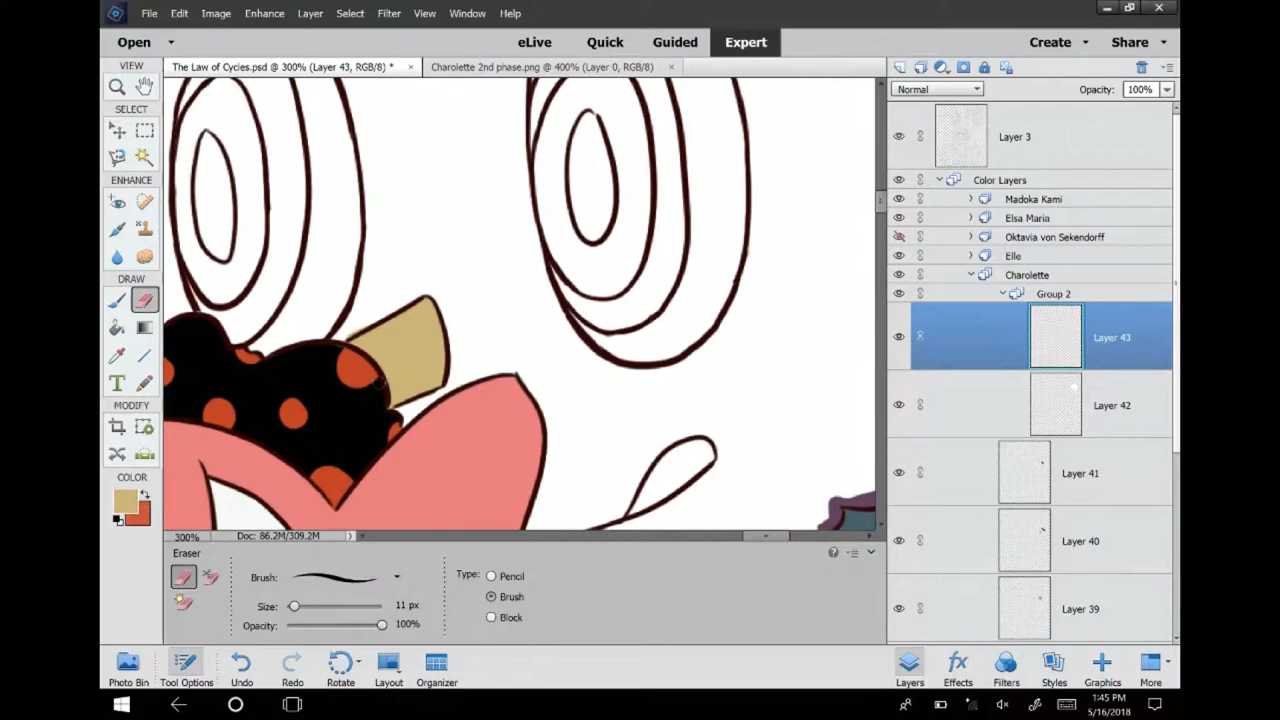 File Edit Image Enhance Layer Select Filter View Window Help
Open eLive Quick Guided Expert Create Share
VIEW The Law of Cycles.psd @ 300% (Layer 43, RGB/8) * × Charolette 2nd phase.png @ 400% (Layer 0, RGB/8) ×
Normal Opacity: 100%
SELECT
Layer 3
ENHANCE
Color Layers
Madoka Kami
Elsa Maria
Oktavia von Sekendorff
Elle
DRAW
Charolette
Group 2
Layer 43
T
MODIFY
Layer 42
COLOR
Layer 41
300% Doc: 86.2M/309.2M
Layer 40
Eraser
Brush: Type: Pencil
Brush
Size: 11 px
Layer 39
Block
Opacity: 100%
Photo Bin Tool Options Undo Redo Rotate Layout Organizer Layers Effects Filters Styles Graphics More
1:45 PM
5/16/2018